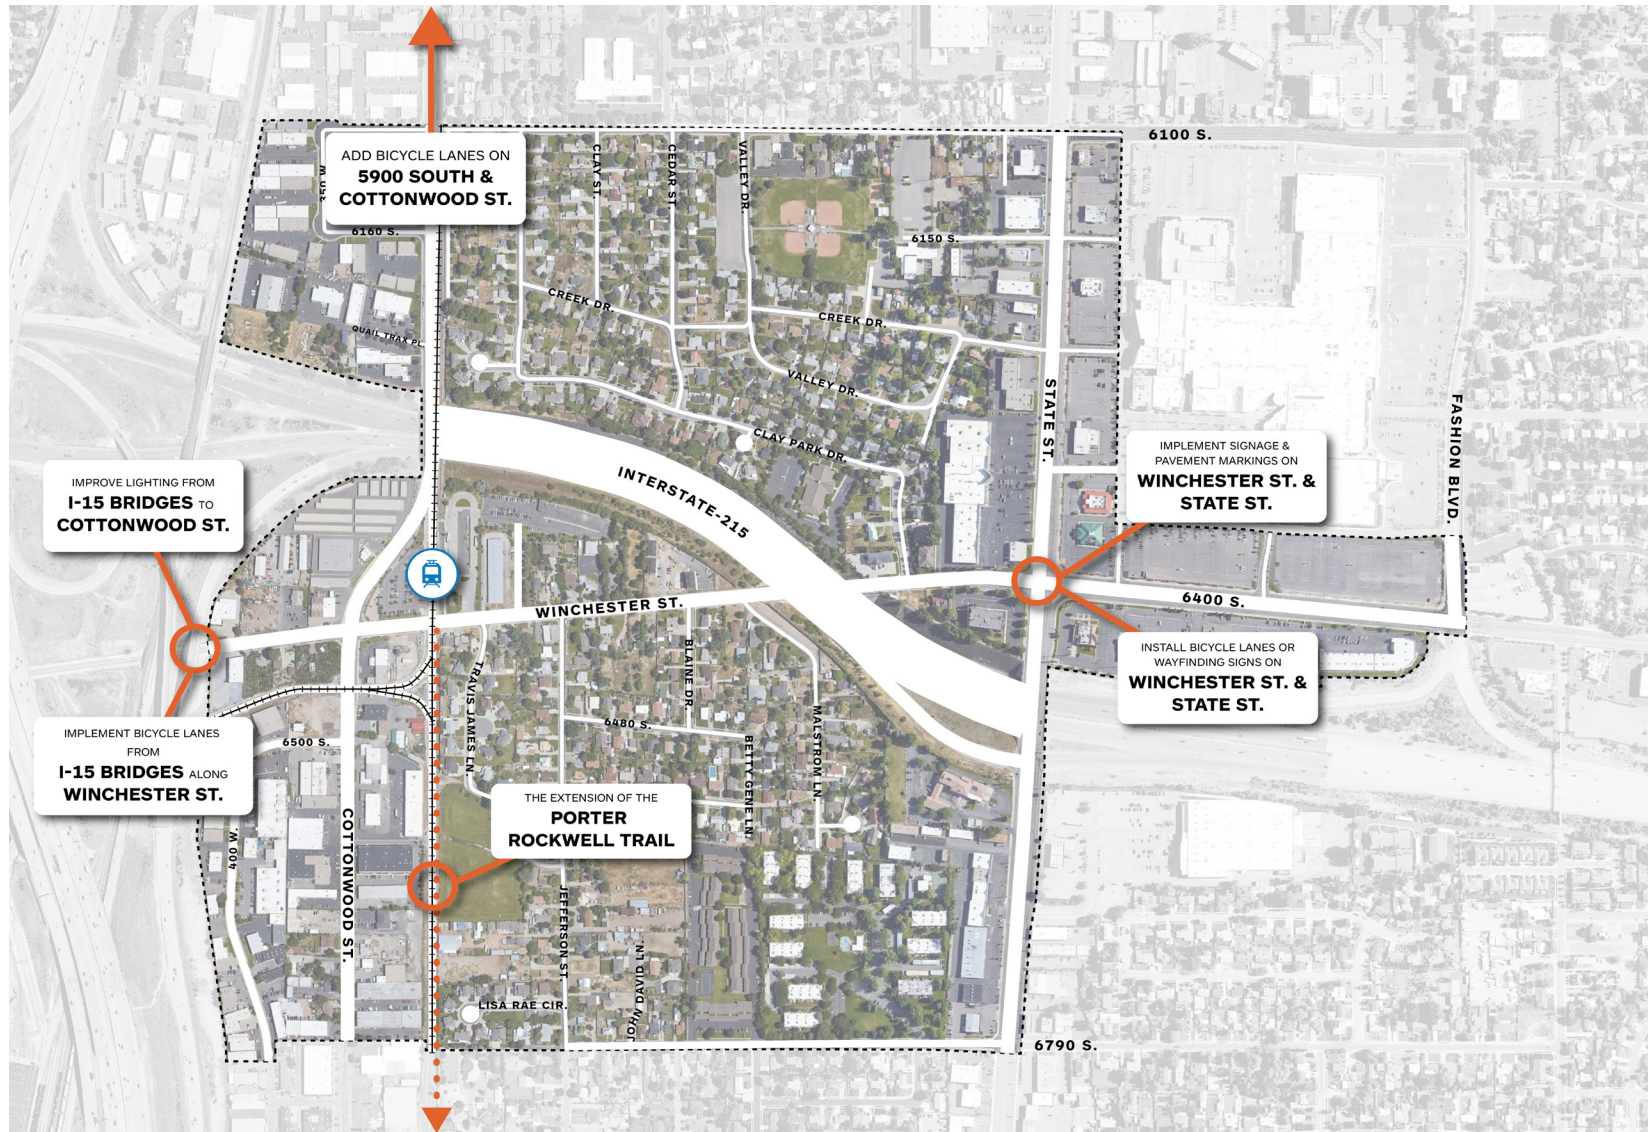 6100 S.
ADD BICYCLE LANES ON
5900 SOUTH &
COTTONWOOD ST.
CLAY ST.
CEDAR ST.
VALLEY DR.
6160 S.
6150 S.
CREEK DR.
CREEK DR.
QUAIL TRAX PL.
VALLEY DR.
STATE ST.
FASHION BLVD.
CLAY PARK DR.
IMPLEMENT SIGNAGE &
PAVEMENT MARKINGS ON
WINCHESTER ST. &
STATE ST.
IMPROVE LIGHTING FROM
I-15 BRIDGES TO
COTTONWOOD ST.
INTERSTATE-215
WINCHESTER ST.
6400 S.
BLAINE DR.
TRAVIS JAMES LN.
INSTALL BICYCLE LANES OR
WAYFINDING SIGNS ON
WINCHESTER ST. &
STATE ST.
IMPLEMENT BICYCLE LANES
FROM
I-15 BRIDGES ALONG
WINCHESTER ST.
6500 S.
6480 S.
BETTY GENE LN.
MALSTROM LN.
THE EXTENSION OF THE
PORTER
ROCKWELL TRAIL
400 W.
COTTONWOOD ST.
JEFFERSON ST
JOHN DAVID LN.
LISA RAE CIR.
6790 S.